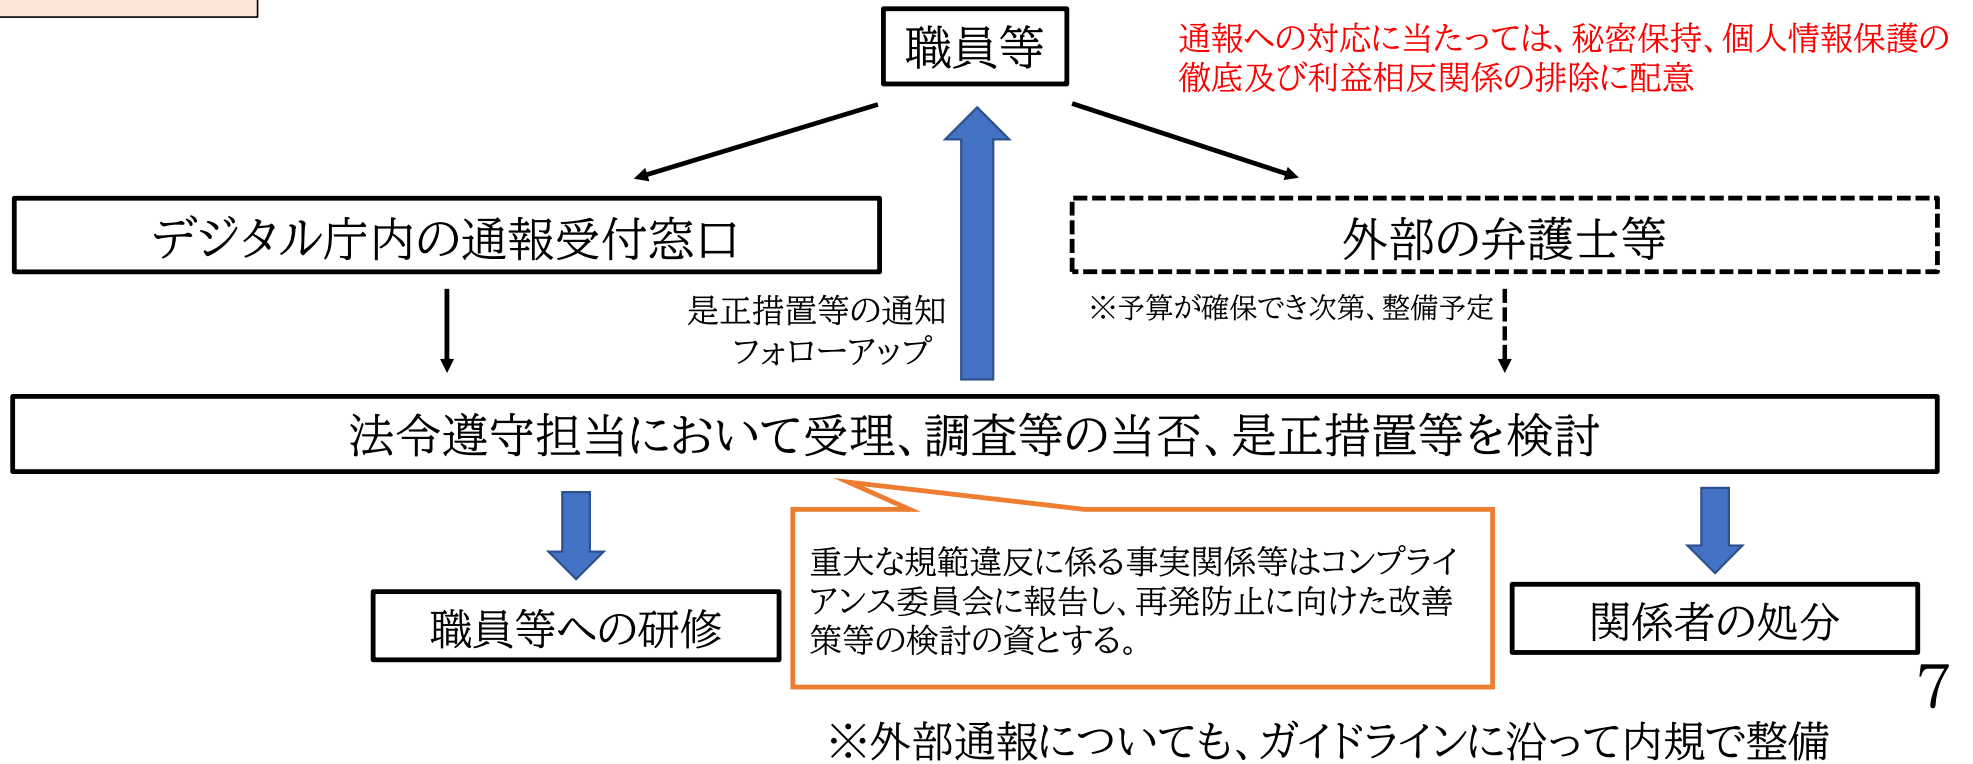 職員等
通報への対応に当たっては、秘密保持、個人情報保護の
徹底及び利益相反関係の排除に配意
デジタル庁内の通報受付窓口
外部の弁護士等
是正措置等の通知
フォローアップ
※予算が確保でき次第、整備予定
法令遵守担当において受理、調査等の当否、是正措置等を検討
重大な規範違反に係る事実関係等はコンプライ
アンス委員会に報告し、再発防止に向けた改善
策等の検討の資とする。
職員等への研修
関係者の処分
7
※外部通報についても、ガイドラインに沿って内規で整備